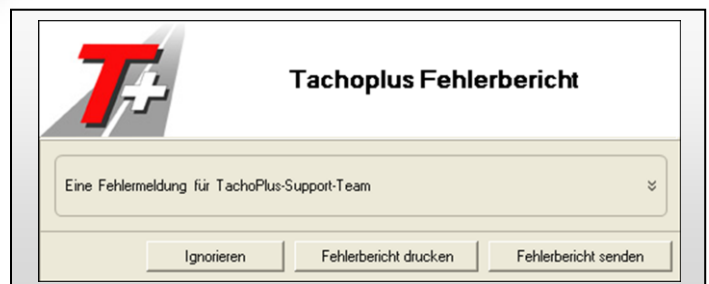 T+
Tachoplus Fehlerbericht
Eine Fehlermeldung für TachoPlus-Support-Team
Ignorieren
Fehlerbericht drucken
Fehlerbericht senden